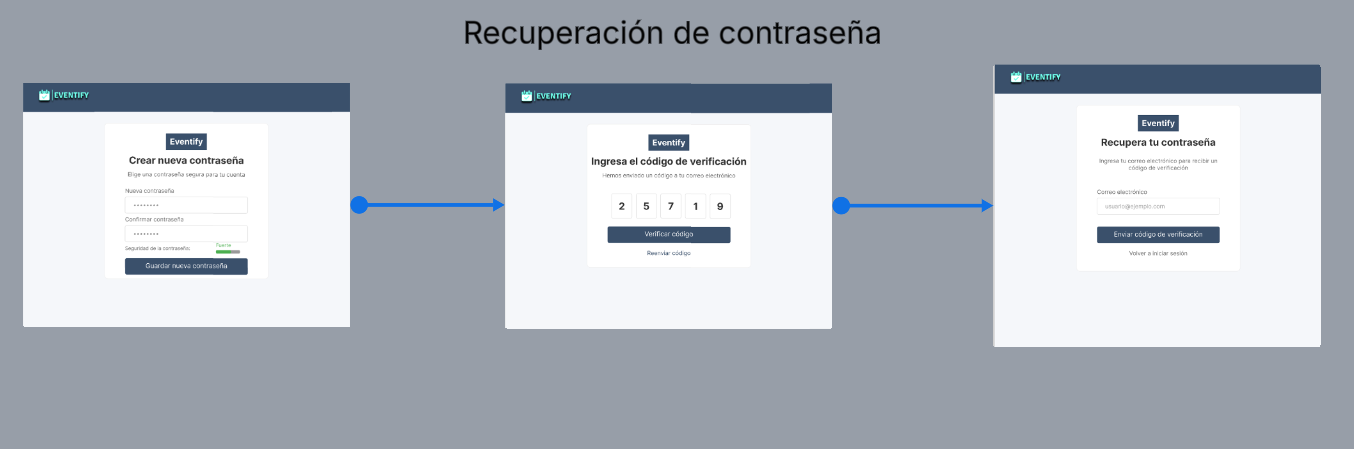 Recuperación de contraseña
EVENTIFY
Eventify
Crear nueva contraseña
Elige una contraseña segura para tu cuenta
Nueva contraseña
••••••••
Confirmar contraseña
••••••••
Seguridad de la contraseña:
Fuerte
Guardar nueva contraseña
EVENTIFY
Eventify
Ingresa el código de verificación
Hemos enviado un código a tu correo electrónico
2 5 7 1 9
Verificar código
Reenviar código
EVENTIFY
Eventify
Recupera tu contraseña
Ingresa tu correo electrónico para recibir un
código de verificación
Correo electrónico
usuario@ejemplo.com
Enviar código de verificación
Volver a iniciar sesión